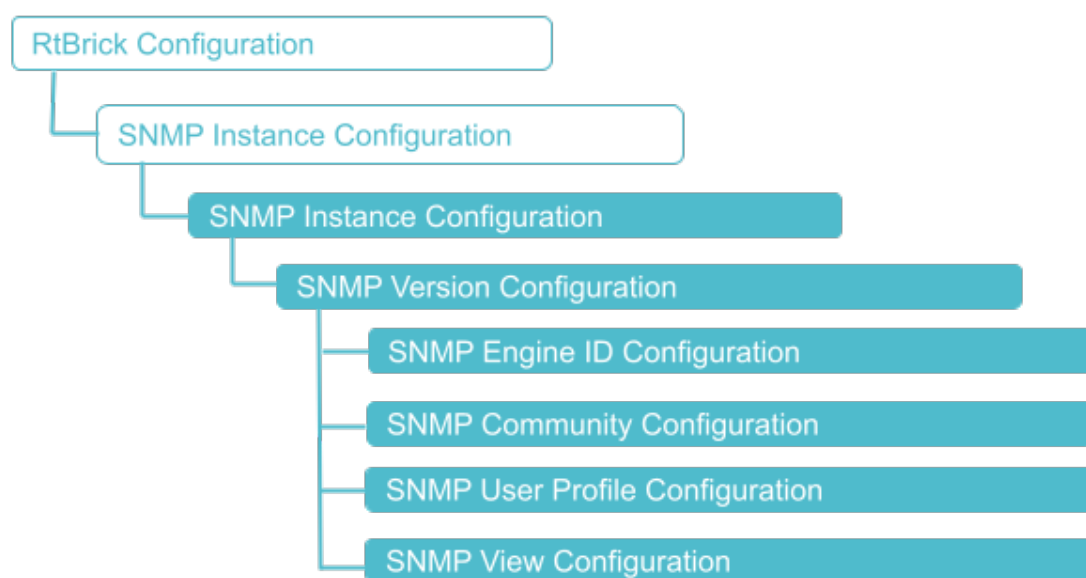 RtBrick Configuration
SNMP Instance Configuration
SNMP Instance Configuration
SNMP Version Configuration
SNMP Engine ID Configuration
SNMP Community Configuration
SNMP User Profile Configuration
SNMP View Configuration